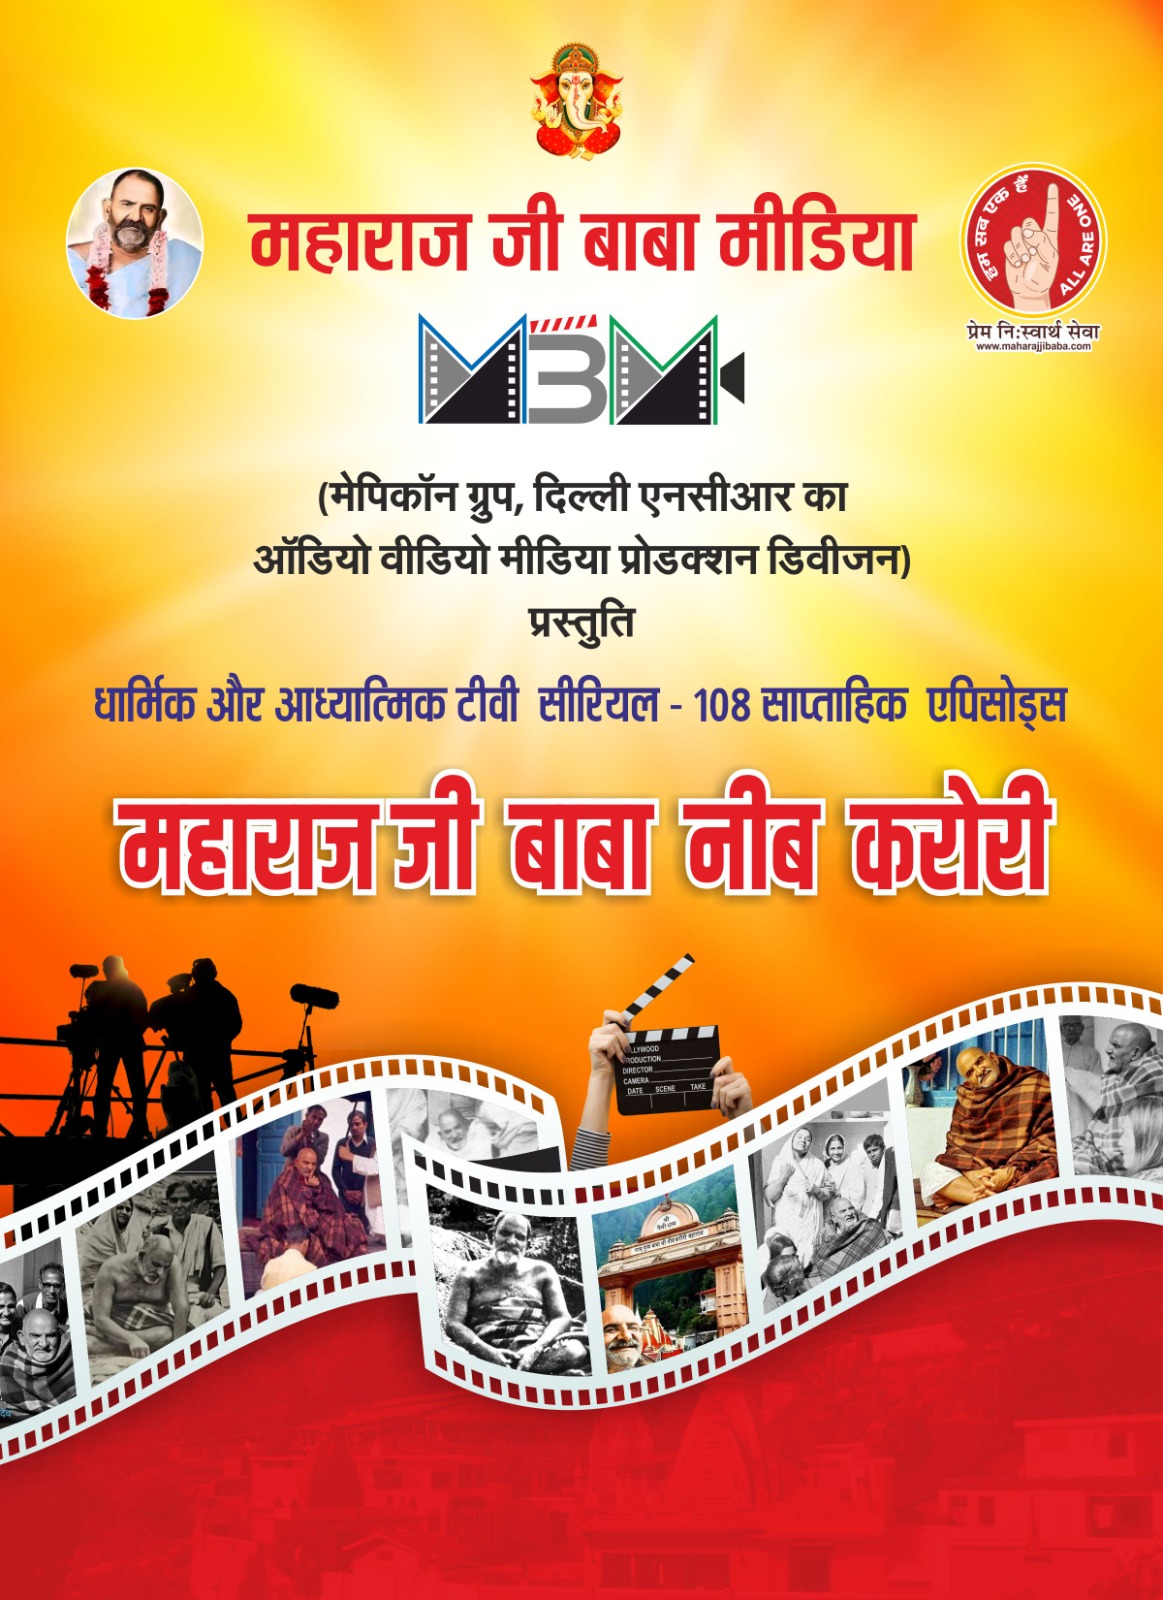 महाराज जी बाबा मीडिया
हम सब एक हैं
ALL ARE ONE
प्रेम निःस्वार्थ सेवा
www.maharajjibaba.com
MBM
(मेपिकॉन ग्रुप, दिल्ली एनसीआर का
ऑडियो वीडियो मीडिया प्रोडक्शन डिवीजन)
प्रस्तुति
धार्मिक और आध्यात्मिक टीवी सीरियल - 108 साप्ताहिक एपिसोड्स
महाराज जी बाबा नीब करोरी
PRODUCTION
DIRECTOR
CAMERA
DATE SCENE TAKE